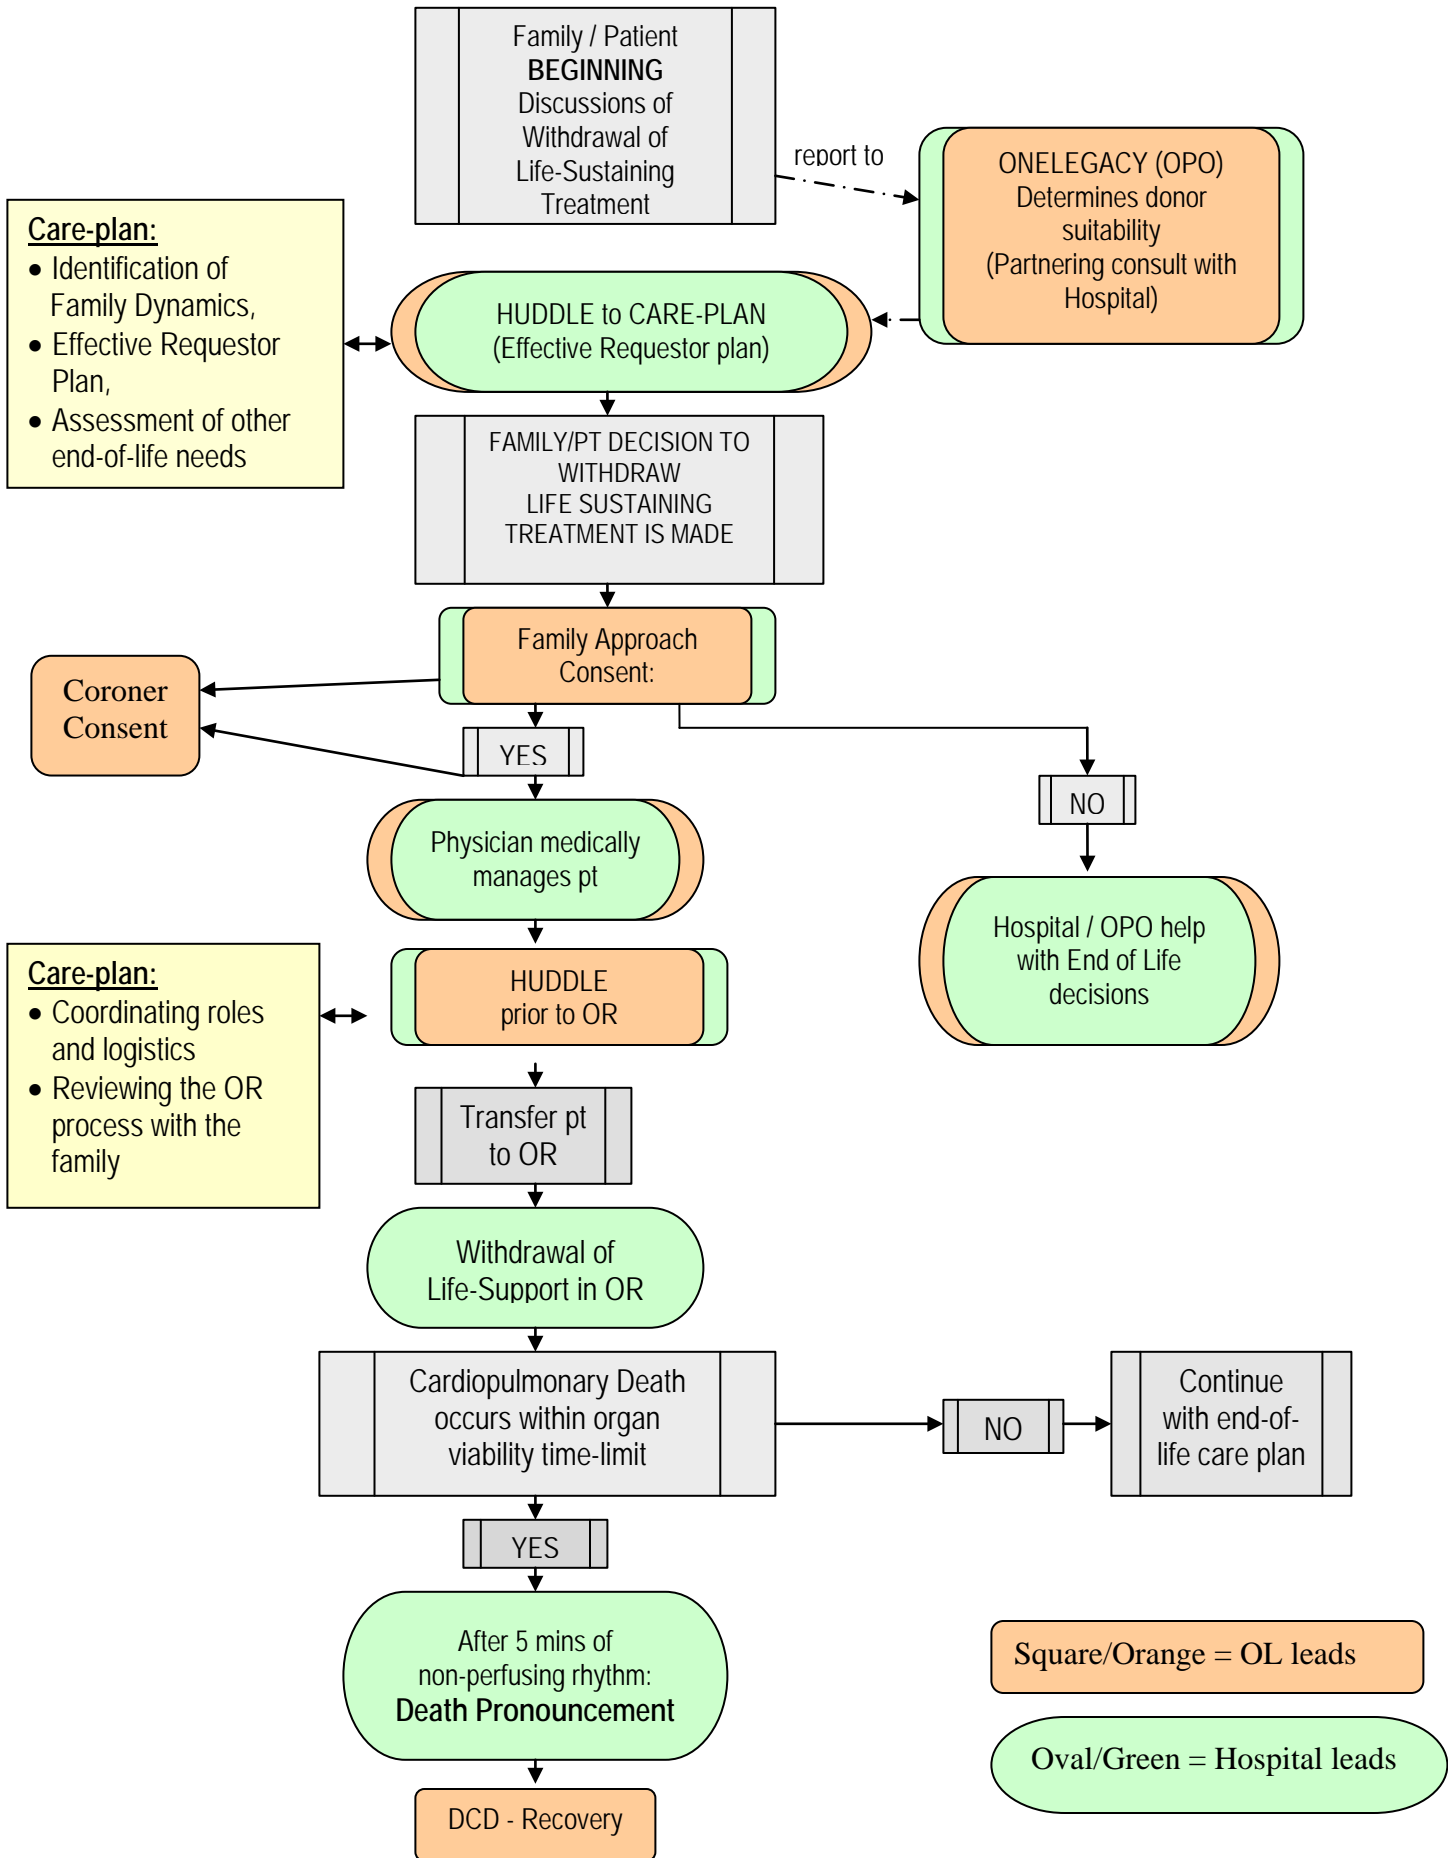 Family / Patient
BEGINNING
Discussions of
Withdrawal of
Life-Sustaining
Treatment
report to
ONELEGACY (OPO)
Determines donor
suitability
(Partnering consult with
Hospital)
Care-plan:
• Identification of
Family Dynamics,
• Effective Requestor
Plan,
• Assessment of other
end-of-life needs
HUDDLE to CARE-PLAN
(Effective Requestor plan)
FAMILY/PT DECISION TO
WITHDRAW
LIFE SUSTAINING
TREATMENT IS MADE
Family Approach
Consent:
Coroner
Consent
YES
NO
Physician medically
manages pt
Hospital / OPO help
with End of Life
decisions
Care-plan:
• Coordinating roles
and logistics
• Reviewing the OR
process with the
family
HUDDLE
prior to OR
Transfer pt
to OR
Withdrawal of
Life-Support in OR
Cardiopulmonary Death
occurs within organ
viability time-limit
NO
Continue
with end-of-
life care plan
YES
After 5 mins of
non-perfusing rhythm:
Death Pronouncement
DCD - Recovery
Square/Orange = OL leads
Oval/Green = Hospital leads